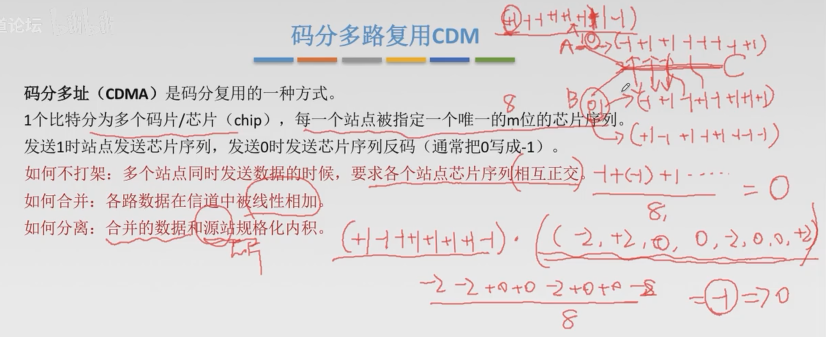 道论坛
码分多路复用CDM
(+1-1-1+1+1+1+1-1)
A
(-1+1+1-1-1-1-1+1)
C
码分多址（CDMA）是码分复用的一种方式。
8
B
(-1+1-1+1-1+1+1+1)
1个比特分为多个码片/芯片（chip），每一个站点被指定一个唯一的m位的芯片序列。
(+1-1+1-1+1-1-1-1)
发送1时站点发送芯片序列，发送0时发送芯片序列反码（通常把0写成-1）。
如何不打架：多个站点同时发送数据的时候，要求各个站点芯片序列相互正交。
-1+(-1)+1……
8
=0
如何合并：各路数据在信道中被线性相加。
如何分离：合并的数据和源站规格化内积。
(+1-1-1+1+1+1+1-1)·(-2,+2,0,0,-2,0,0,+2)
-2-2+0+0-2+0+0-2
8
=-1=>0